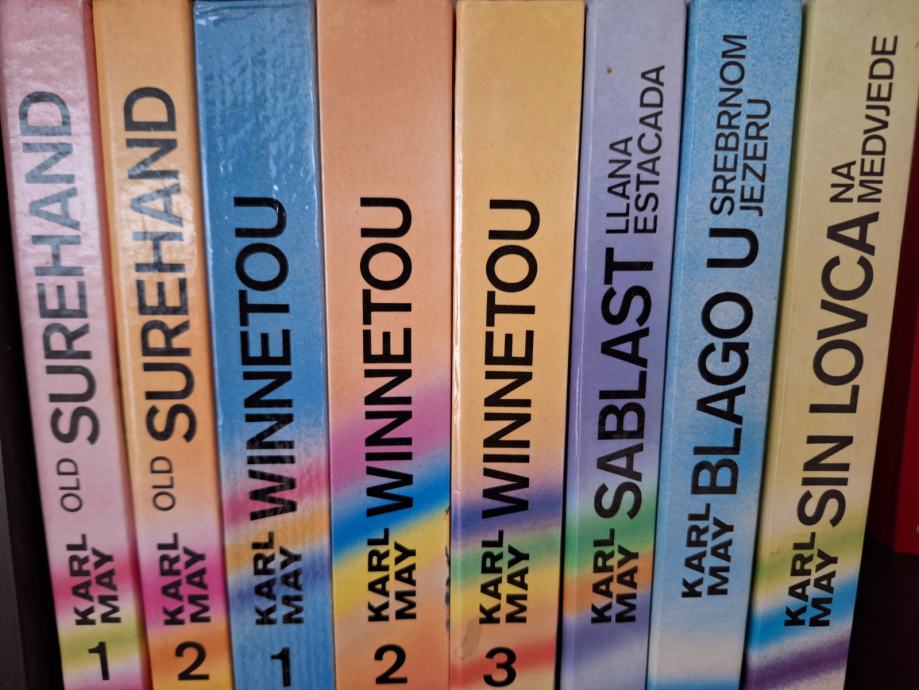 1
KARL
MAY
OLD SUREHAND
2
KARL
MAY
OLD SUREHAND
1
KARL
MAY
WINNETOU
2
KARL
MAY
WINNETOU
3
KARL
MAY
WINNETOU
KARL
MAY
SABLAST
LLANA
ESTACADA
KARL
MAY
BLAGO U
SREBRNOM
JEZERU
KARL
MAY
SIN LOVCA
NA
MEDVJEDE